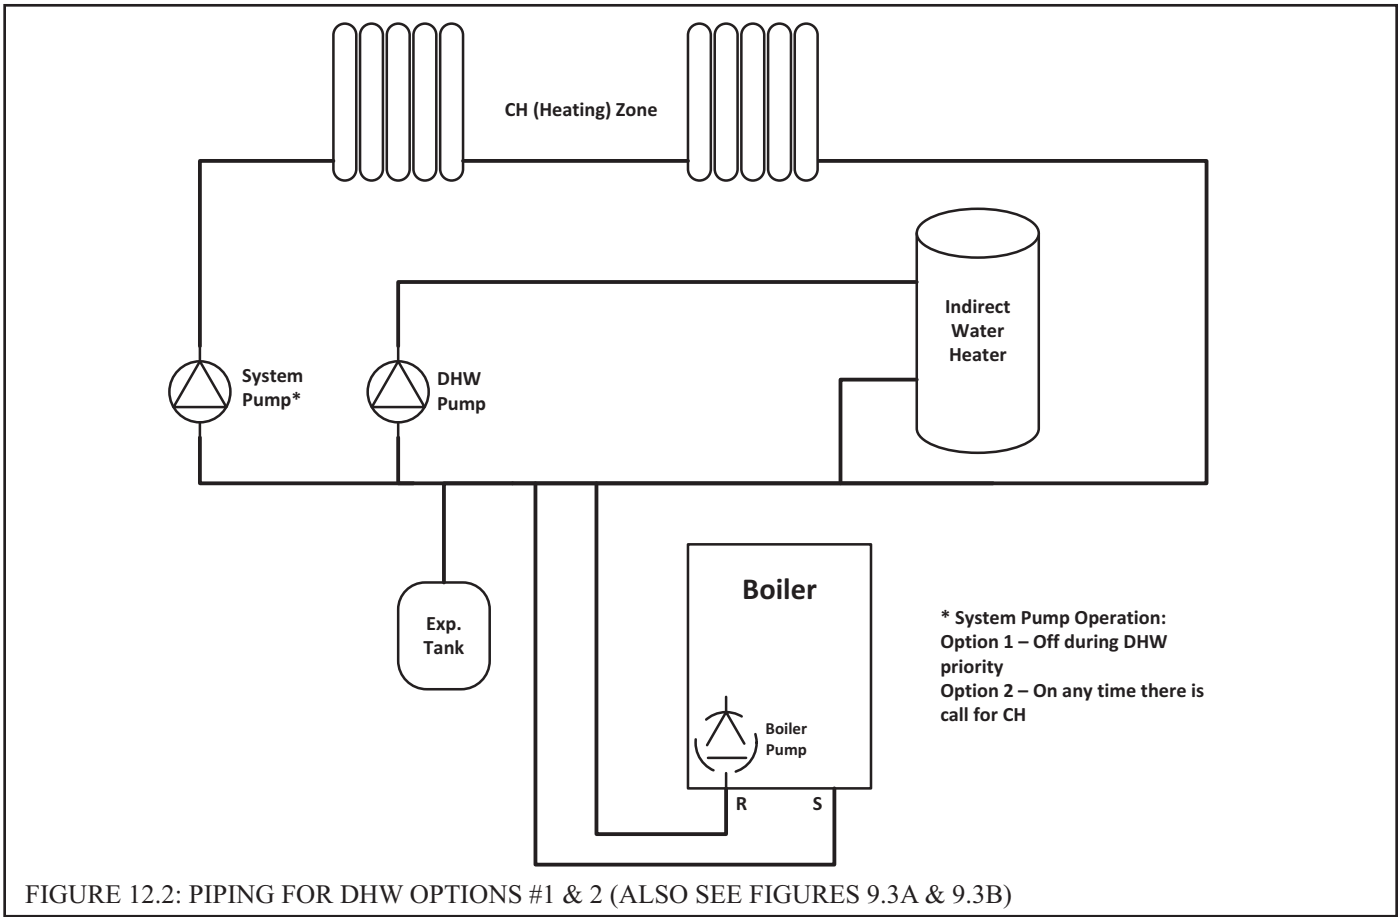 CH (Heating) Zone
Indirect
Water
Heater
System
Pump*
DHW
Pump
Exp.
Tank
Boiler
Boiler
Pump
R
S
* System Pump Operation:
Option 1 – Off during DHW
priority
Option 2 – On any time there is
call for CH
FIGURE 12.2: PIPING FOR DHW OPTIONS #1 & 2 (ALSO SEE FIGURES 9.3A & 9.3B)